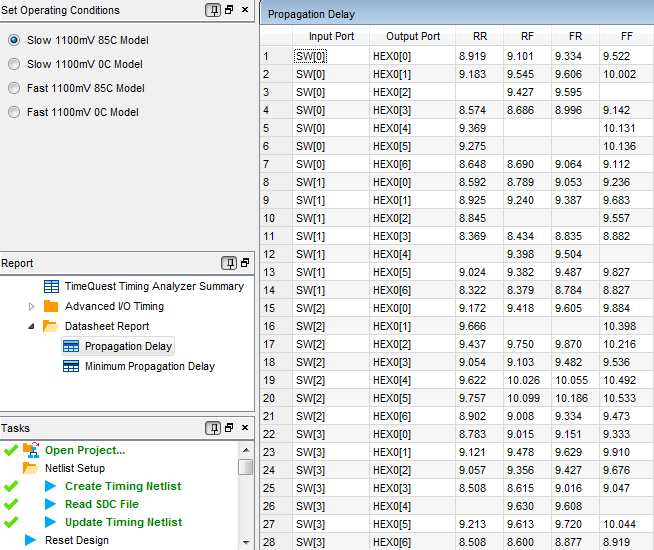 Set Operating Conditions
Slow 1100mV 85C Model
Slow 1100mV 0C Model
Fast 1100mV 85C Model
Fast 1100mV 0C Model
Report
TimeQuest Timing Analyzer Summary
Advanced I/O Timing
Datasheet Report
Propagation Delay
Minimum Propagation Delay
Tasks
Open Project...
Netlist Setup
Create Timing Netlist
Read SDC File
Update Timing Netlist
Reset Design
Propagation Delay
Input Port Output Port RR RF FR FF
1 SW[0] HEX0[0] 8.919 9.101 9.334 9.522
2 SW[0] HEX0[1] 9.183 9.545 9.606 10.002
3 SW[0] HEX0[2] 9.427 9.595
4 SW[0] HEX0[3] 8.574 8.686 8.996 9.142
5 SW[0] HEX0[4] 9.369 10.131
6 SW[0] HEX0[5] 9.275 10.136
7 SW[0] HEX0[6] 8.648 8.690 9.064 9.112
8 SW[1] HEX0[0] 8.592 8.789 9.053 9.236
9 SW[1] HEX0[1] 8.925 9.240 9.387 9.683
10 SW[1] HEX0[2] 8.845 9.557
11 SW[1] HEX0[3] 8.369 8.434 8.835 8.882
12 SW[1] HEX0[4] 9.398 9.504
13 SW[1] HEX0[5] 9.024 9.382 9.487 9.827
14 SW[1] HEX0[6] 8.322 8.379 8.784 8.827
15 SW[2] HEX0[0] 9.172 9.418 9.605 9.884
16 SW[2] HEX0[1] 9.666 10.398
17 SW[2] HEX0[2] 9.437 9.750 9.870 10.216
18 SW[2] HEX0[3] 9.054 9.103 9.482 9.536
19 SW[2] HEX0[4] 9.622 10.026 10.055 10.492
20 SW[2] HEX0[5] 9.757 10.099 10.186 10.533
21 SW[2] HEX0[6] 8.902 9.008 9.334 9.473
22 SW[3] HEX0[0] 8.783 9.015 9.151 9.333
23 SW[3] HEX0[1] 9.121 9.478 9.629 9.910
24 SW[3] HEX0[2] 9.057 9.356 9.427 9.676
25 SW[3] HEX0[3] 8.508 8.615 9.016 9.047
26 SW[3] HEX0[4] 9.630 9.608
27 SW[3] HEX0[5] 9.213 9.613 9.720 10.044
28 SW[3] HEX0[6] 8.508 8.600 8.877 8.919